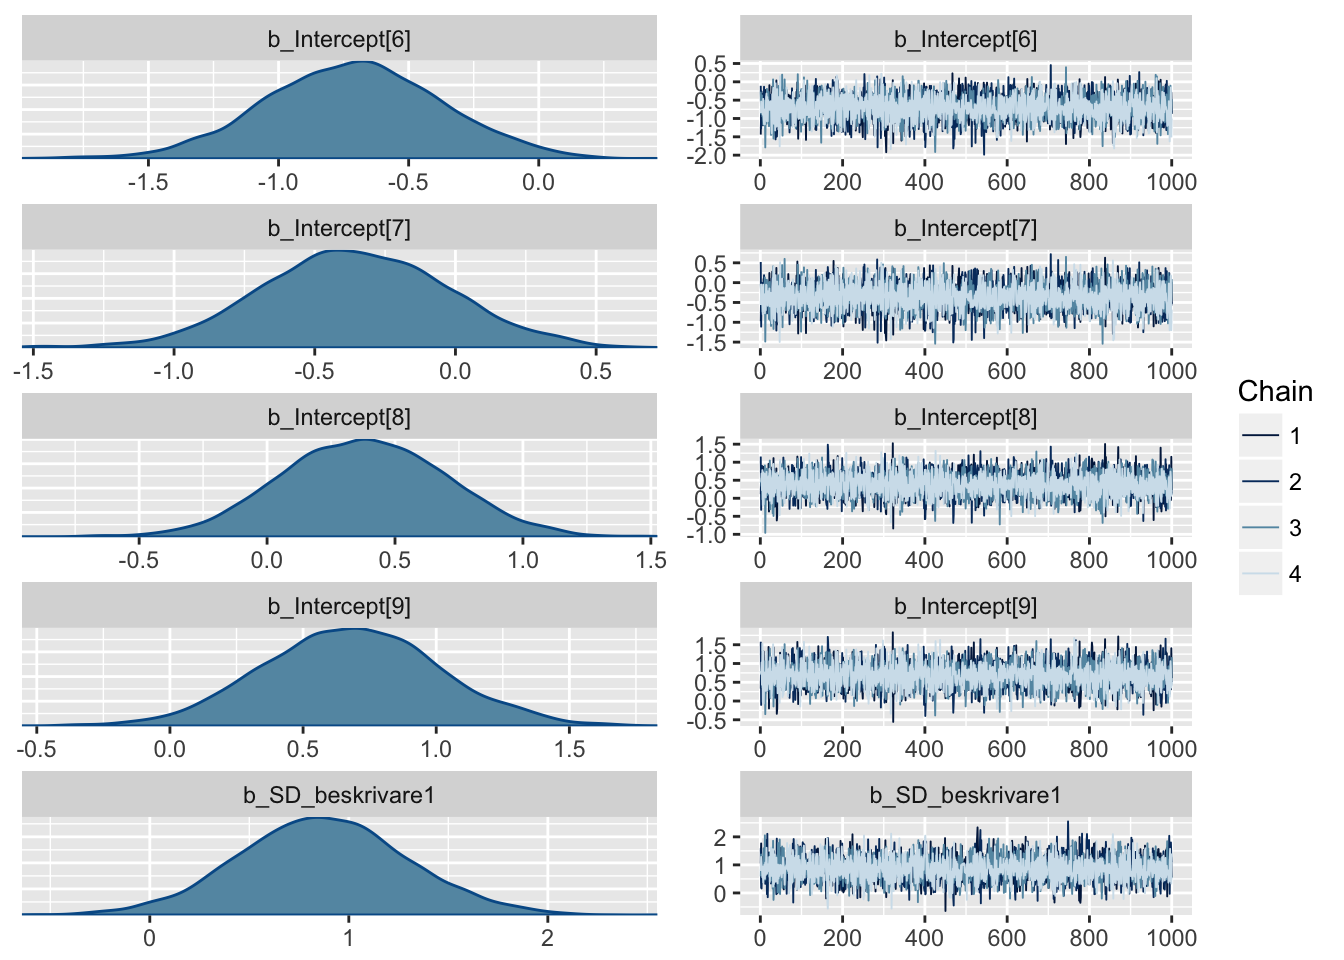 b_Intercept[6] b_Intercept[6]
0.5
0.0
-0.5
-1.0
-1.5
-2.0
-1.5 -1.0 -0.5 0.0 0 200 400 600 800 1000
b_Intercept[7] b_Intercept[7]
0.5
0.0
-0.5
-1.0
-1.5
-1.5 -1.0 -0.5 0.0 0.5 0 200 400 600 800 1000
b_Intercept[8] b_Intercept[8]
1.5
1.0
0.5
0.0
-0.5
-1.0
-0.5 0.0 0.5 1.0 1.5 0 200 400 600 800 1000
b_Intercept[9] b_Intercept[9]
1.5
1.0
0.5
0.0
-0.5
-0.5 0.0 0.5 1.0 1.5 0 200 400 600 800 1000
b_SD_beskrivare1 b_SD_beskrivare1
2
1
0
0 1 2 0 200 400 600 800 1000
Chain
1
2
3
4